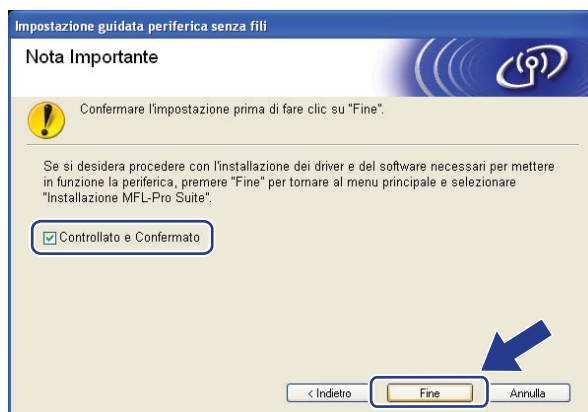 Impostazione guidata periferica senza fili
Nota Importante
Confermare l'impostazione prima di fare clic su "Fine".
Se si desidera procedere con l'installazione dei driver e del software necessari per mettere
in funzione la periferica, premere "Fine" per tornare al menu principale e selezionare
"Installazione MFL-Pro Suite".
Controllato e Confermato
< Indietro
Fine
Annulla